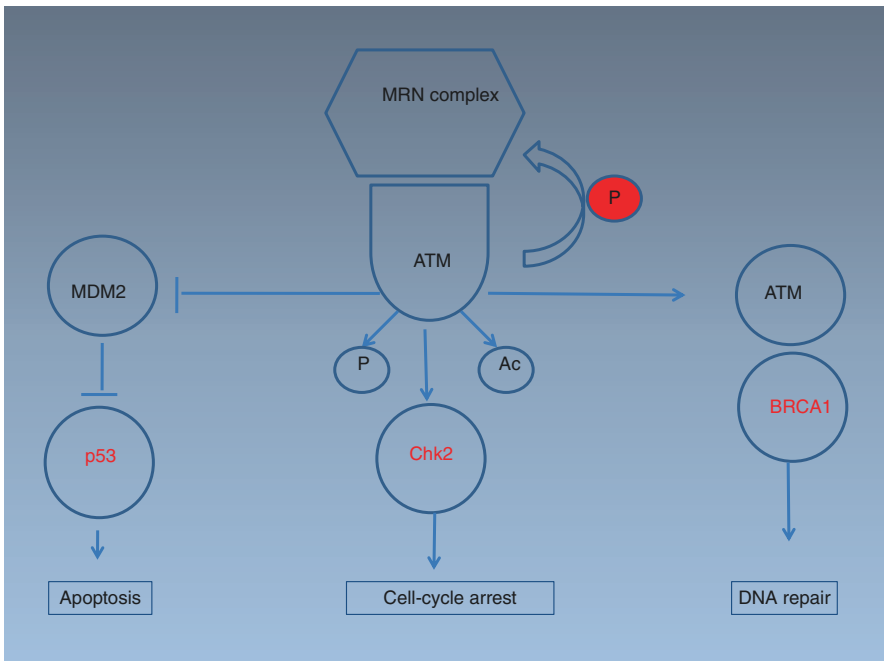 MRN complex
P
ATM
MDM2
ATM
P
Ac
BRCA1
p53
Chk2
Apoptosis
Cell-cycle arrest
DNA repair